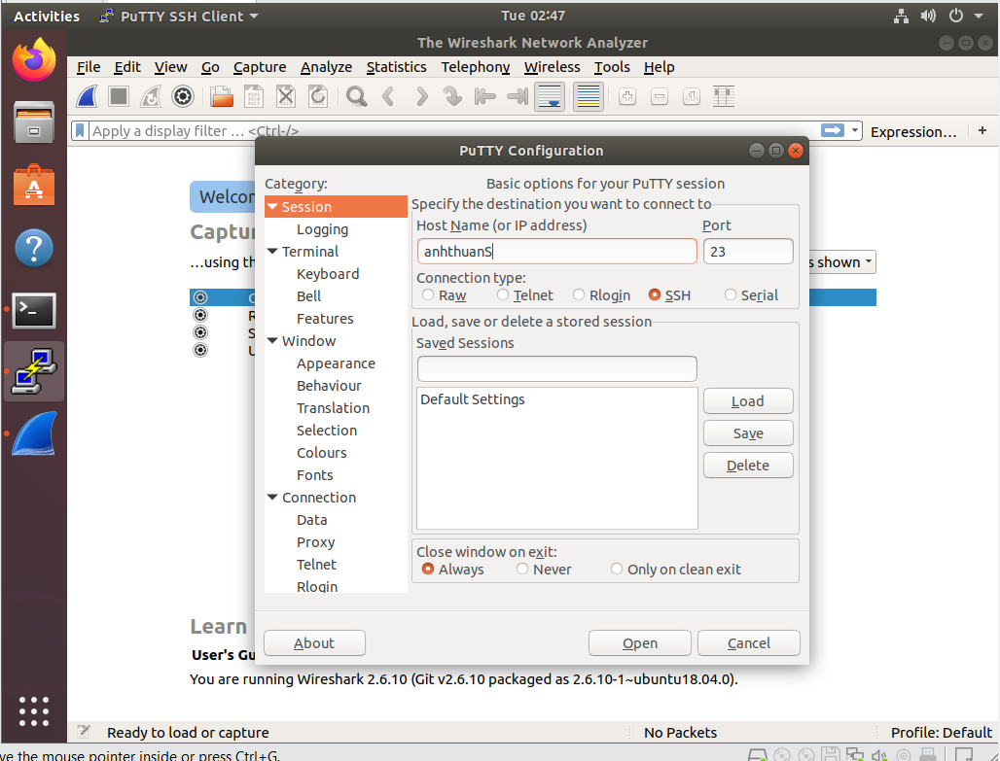 Activities PuTTY SSH Client Tue 02:47
The Wireshark Network Analyzer
File Edit View Go Capture Analyze Statistics Telephony Wireless Tools Help
Apply a display filter … <Ctrl-/> Expression… +
PuTTY Configuration
Category: Basic options for your PuTTY session
Session
Logging
Terminal
Keyboard
Bell
Features
Window
Appearance
Behaviour
Translation
Selection
Colours
Fonts
Connection
Data
Proxy
Telnet
Rlogin
Specify the destination you want to connect to
Host Name (or IP address) Port
anhthuanS 23
Connection type:
Raw Telnet Rlogin SSH Serial
Load, save or delete a stored session
Saved Sessions
Default Settings
Load
Save
Delete
Close window on exit:
Always Never Only on clean exit
About Open Cancel
…using th
s shown
Learn
User's Gu
You are running Wireshark 2.6.10 (Git v2.6.10 packaged as 2.6.10-1~ubuntu18.04.0).
Ready to load or capture No Packets Profile: Default
ve the mouse pointer inside or press Ctrl+G.